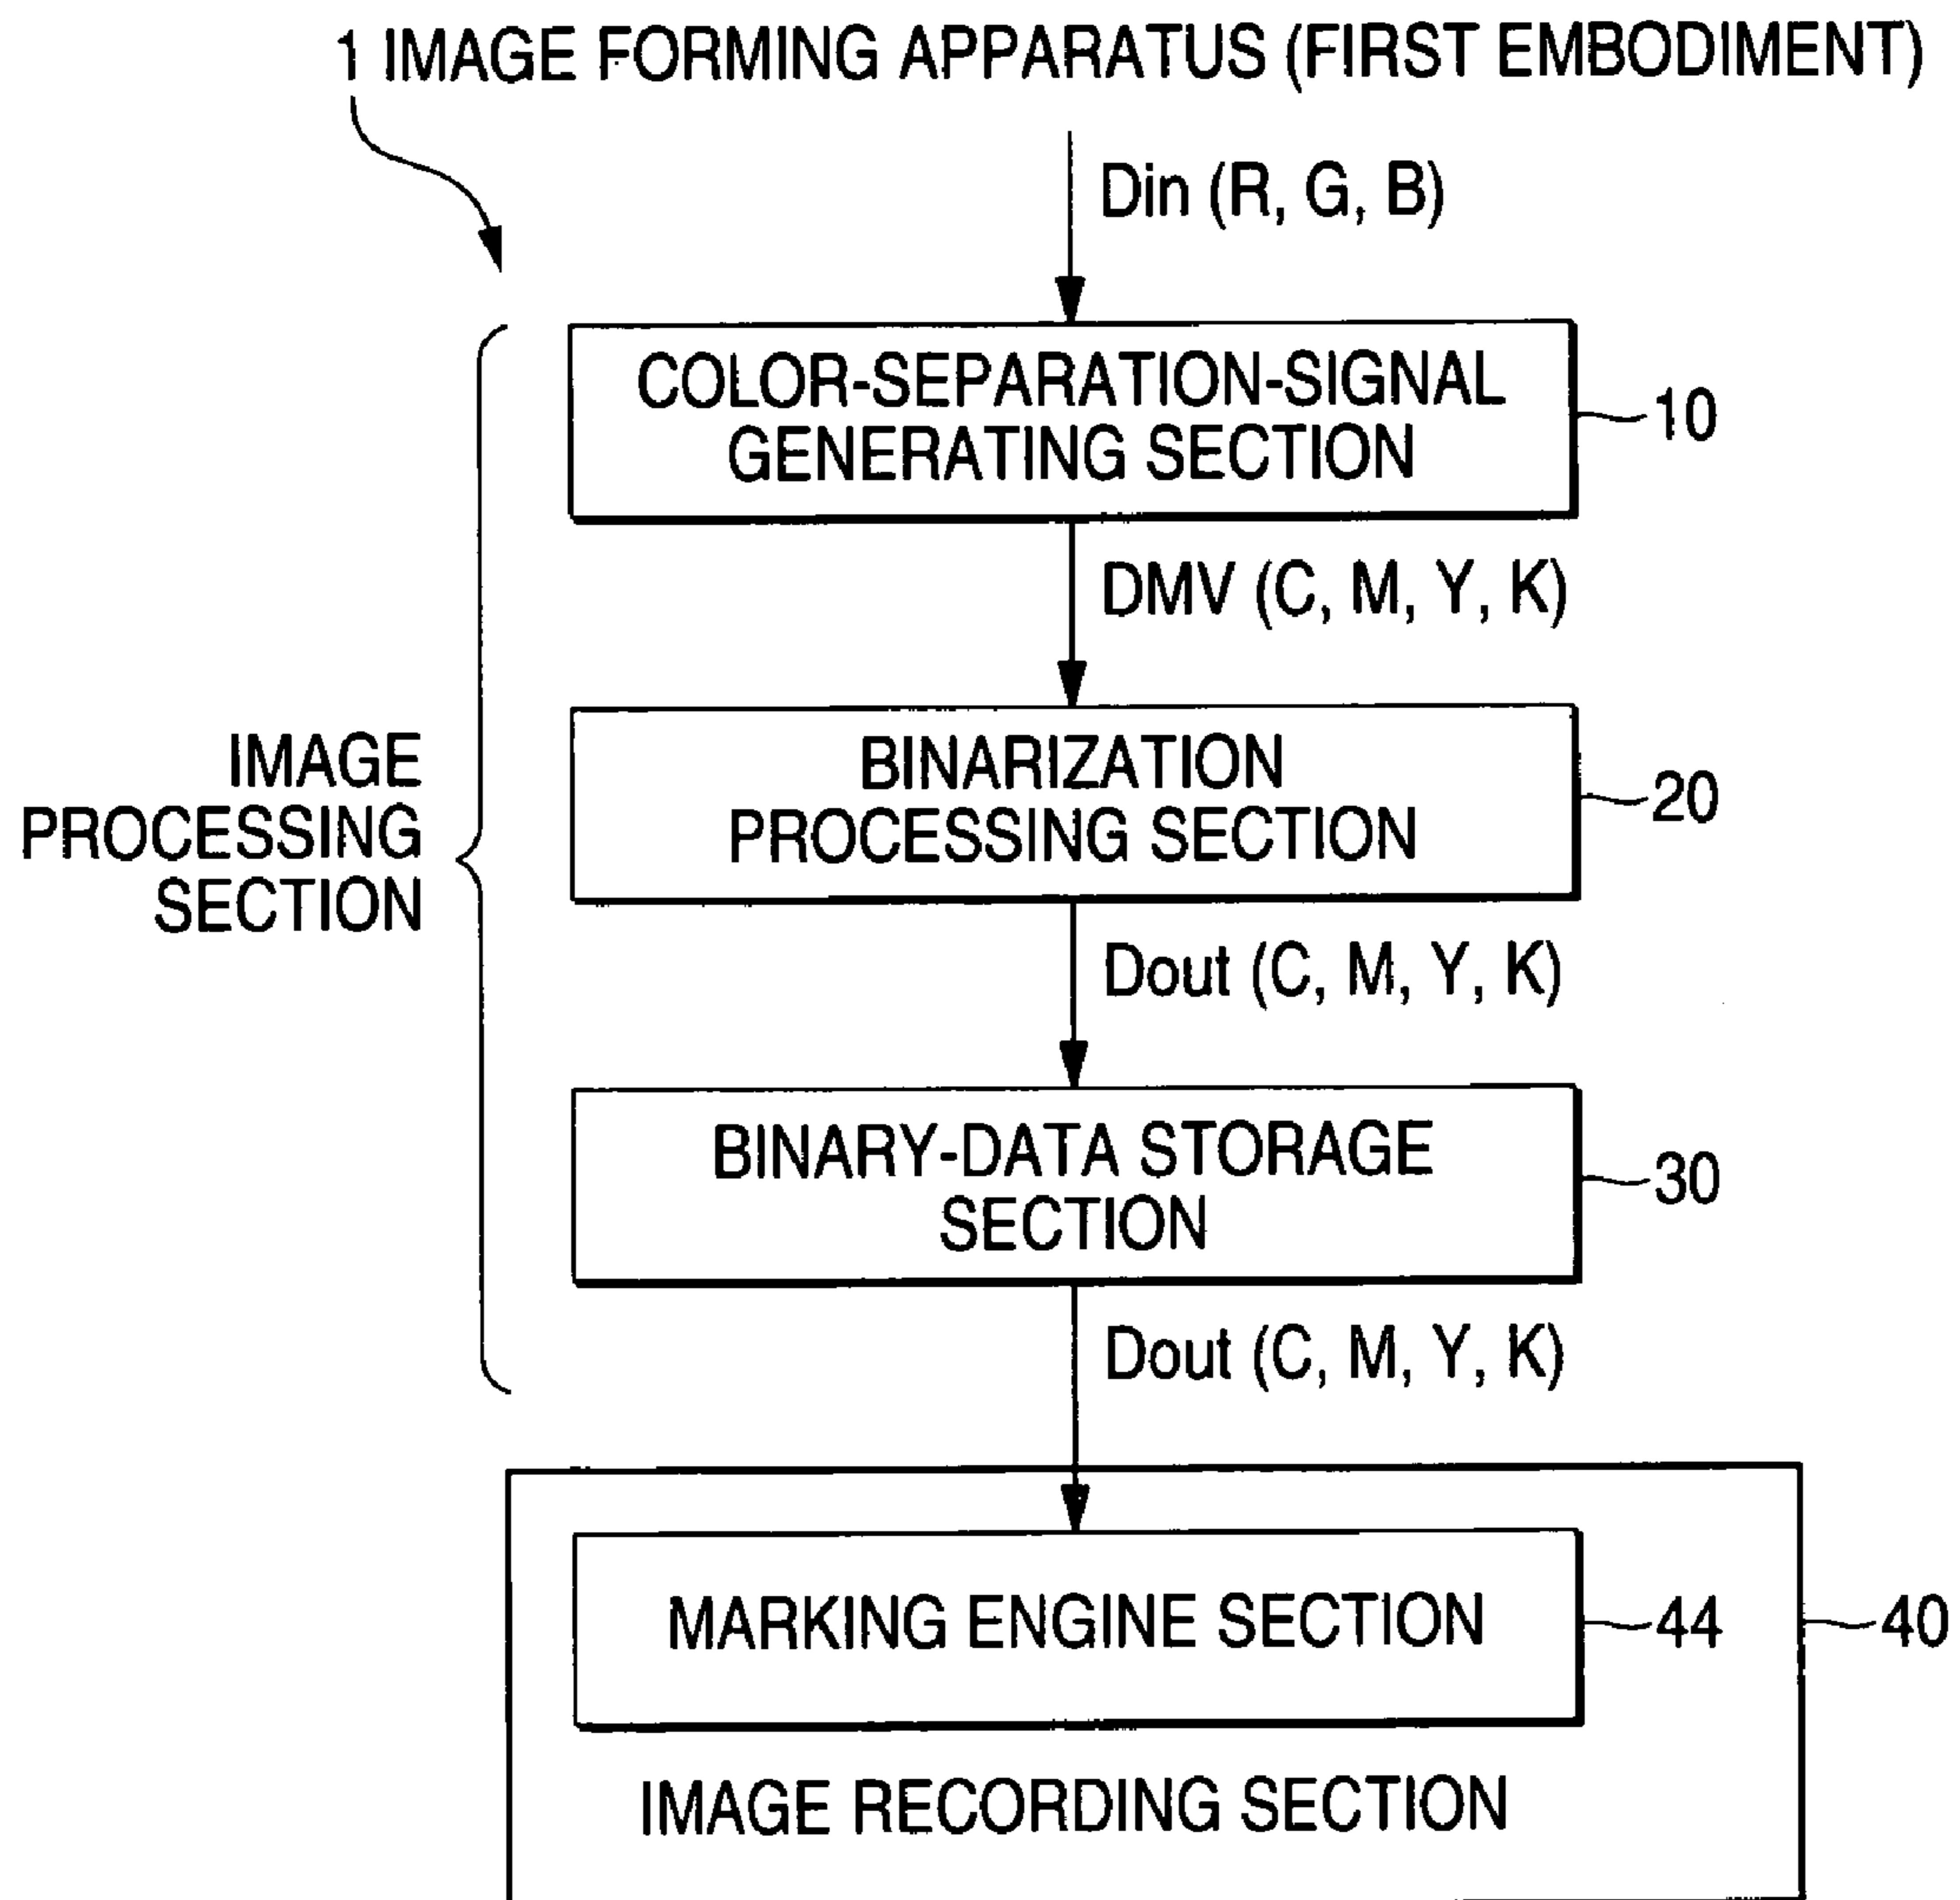 1 IMAGE FORMING APPARATUS (FIRST EMBODIMENT)
Din (R, G, B)
COLOR-SEPARATION-SIGNAL
GENERATING SECTION
10
DMV (C, M, Y, K)
IMAGE
PROCESSING
SECTION
BINARIZATION
PROCESSING SECTION
20
Dout (C, M, Y, K)
BINARY-DATA STORAGE
SECTION
30
Dout (C, M, Y, K)
MARKING ENGINE SECTION
44
40
IMAGE RECORDING SECTION